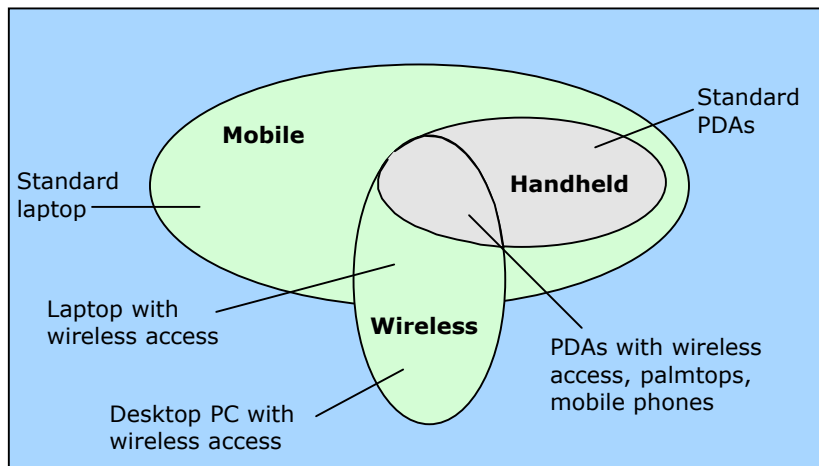 Standard
PDAs
Mobile
Standard
laptop
Handheld
Laptop with
wireless access
Wireless
PDAs with wireless
access, palmtops,
mobile phones
Desktop PC with
wireless access